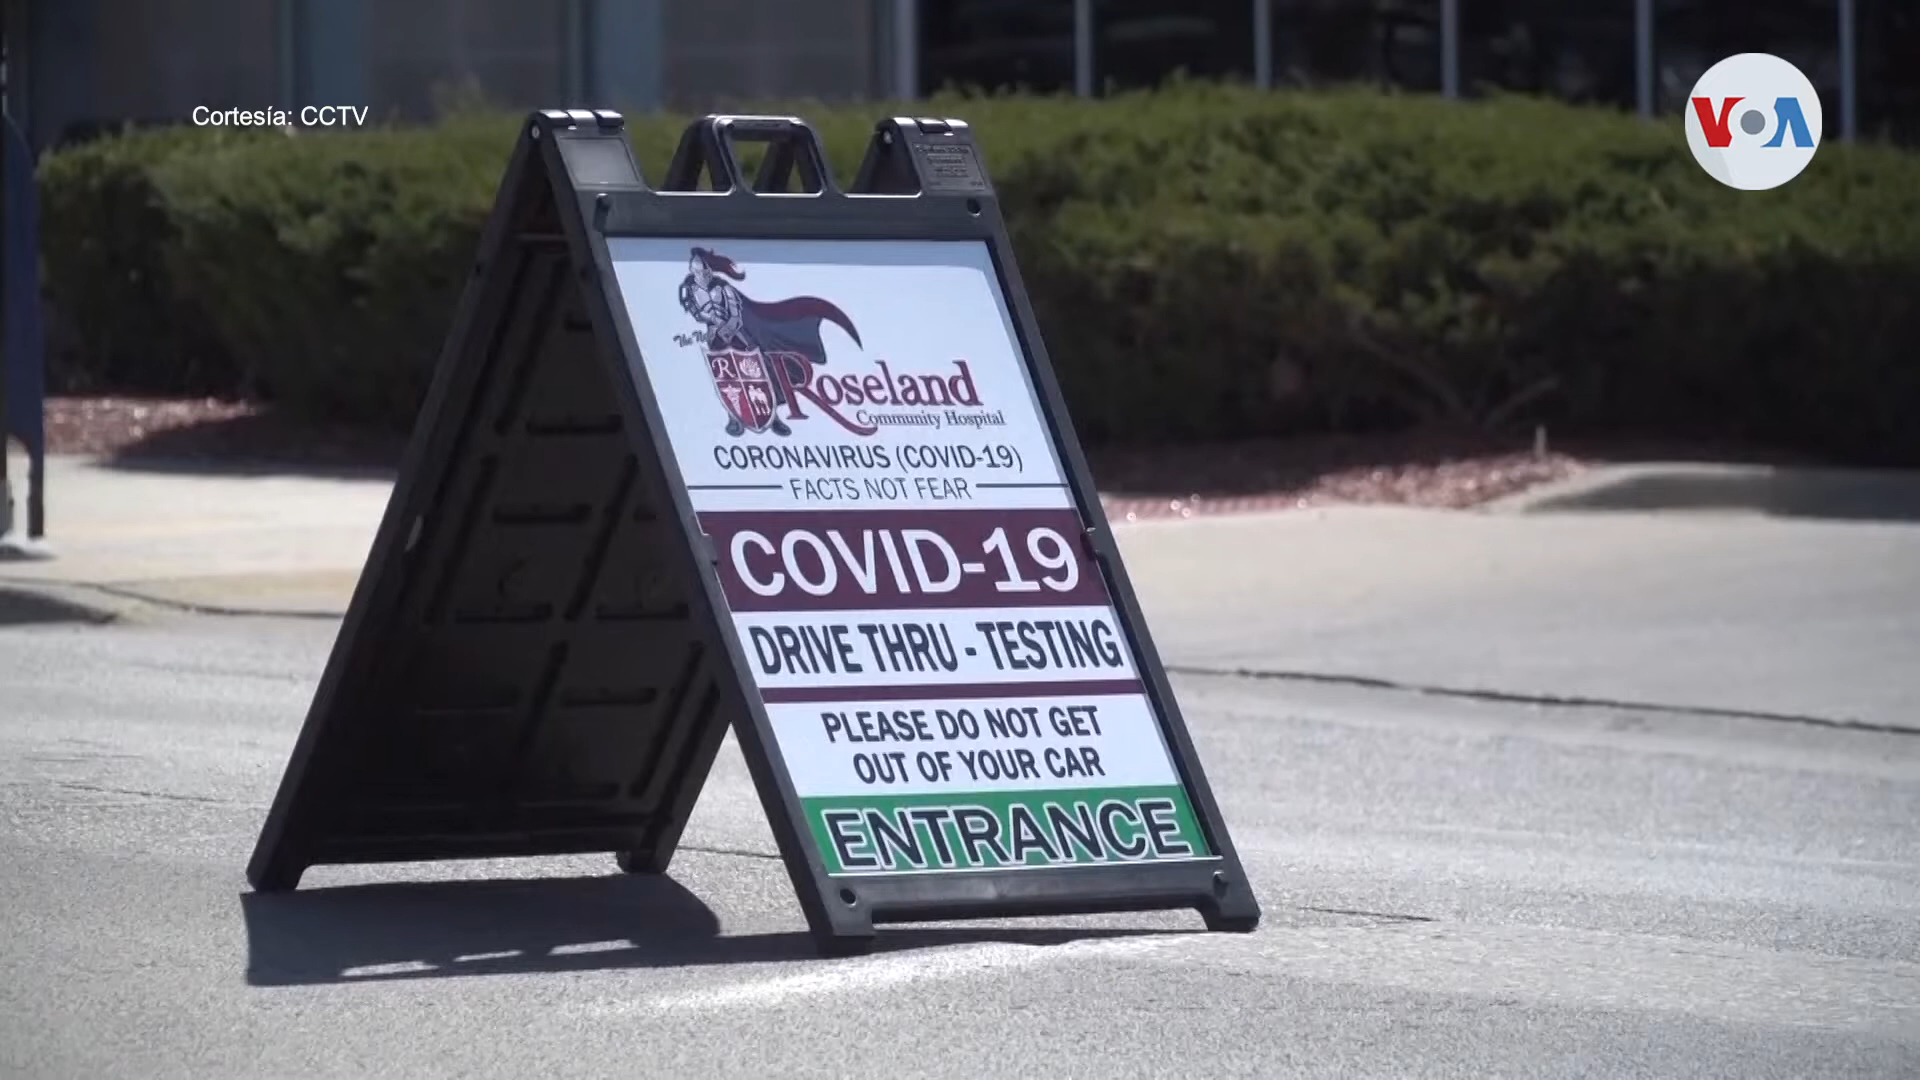 Cortesía: CCTV
VOA
The
R
Roseland
Community Hospital
CORONAVIRUS (COVID-19)
FACTS NOT FEAR
COVID-19
DRIVE THRU - TESTING
PLEASE DO NOT GET
OUT OF YOUR CAR
ENTRANCE